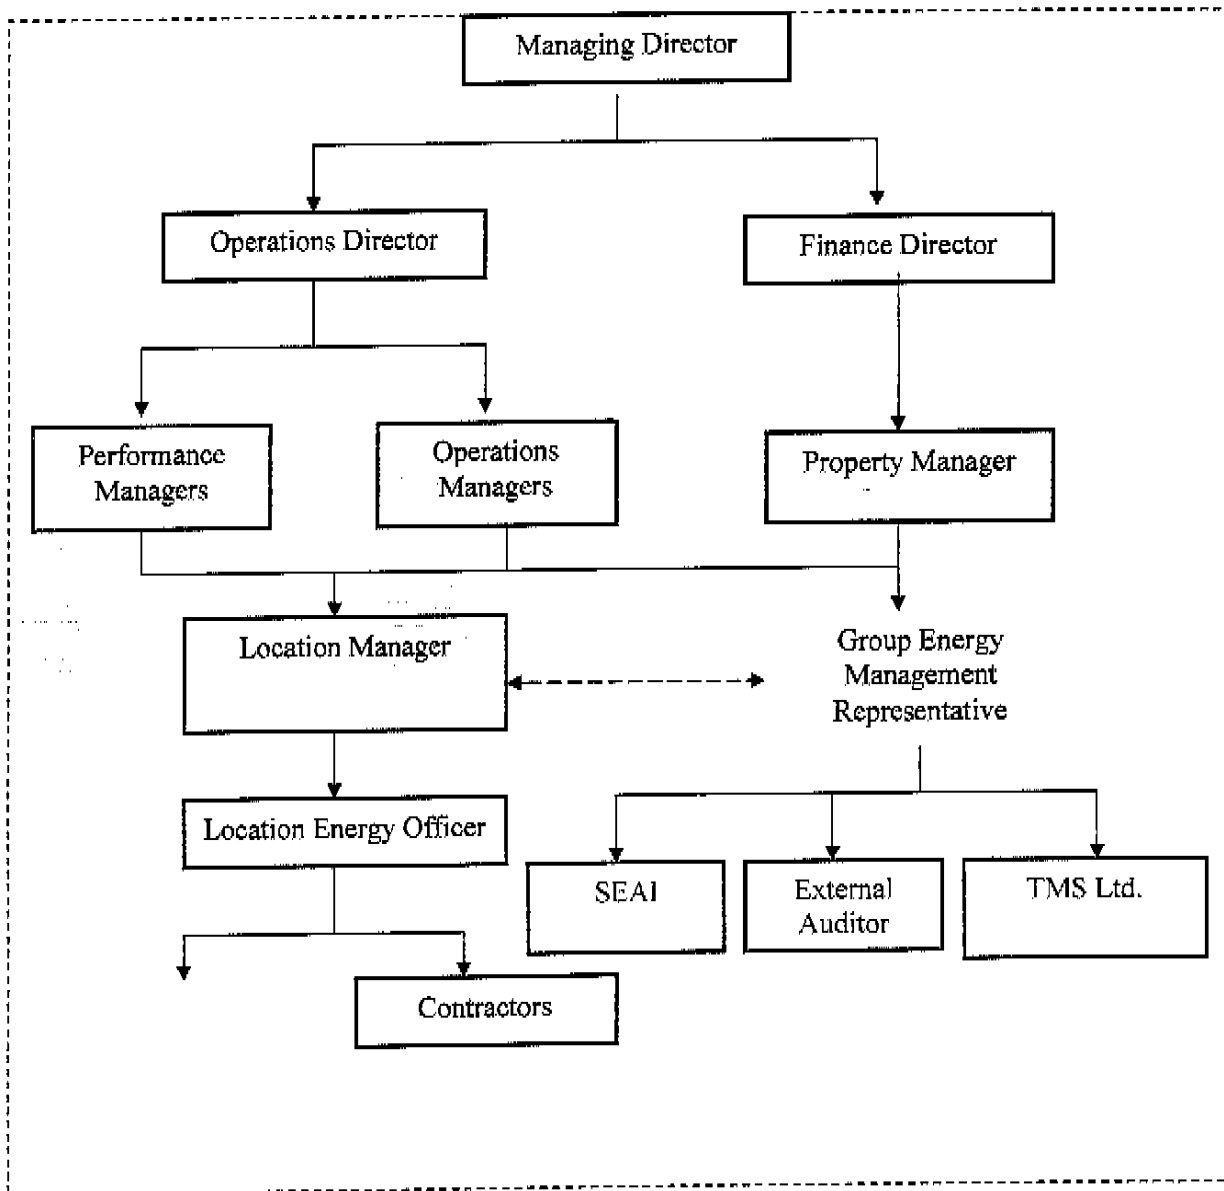 Managing Director
Operations Director
Finance Director
Performance
Managers
Operations
Managers
Property Manager
Location Manager
Group Energy
Management
Representative
Location Energy Officer
SEAI
External
Auditor
TMS Ltd.
Contractors